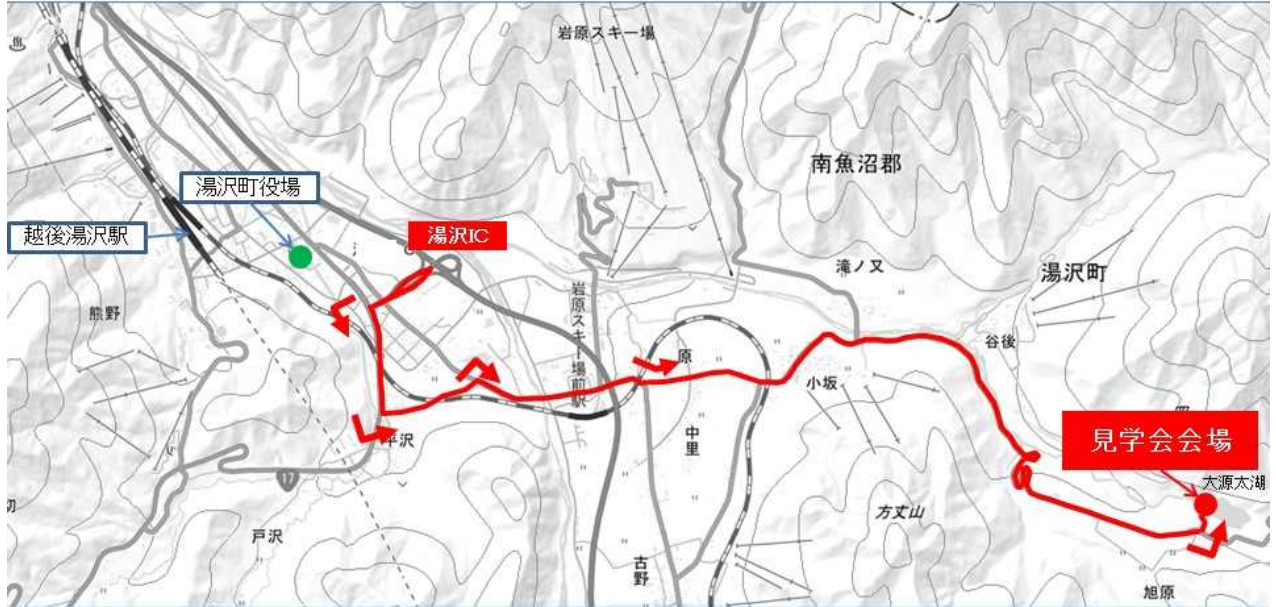 岩原スキー場
南魚沼郡
湯沢町役場
越後湯沢駅
湯沢IC
滝ノ又
湯沢町
熊野
岩原スキー場前駅
原
谷後
小坂
平沢
中里
見学会会場
大源太湖
方丈山
切
戸沢
古野
旭原